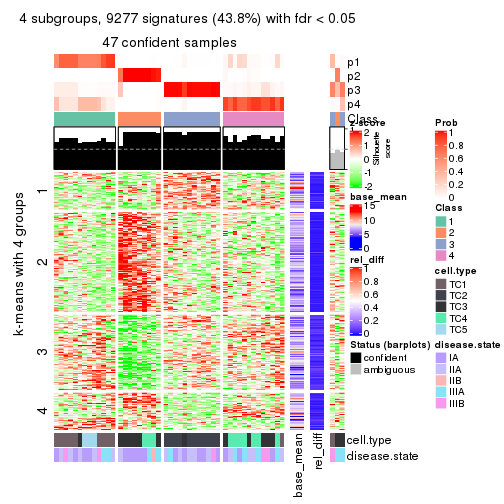 4 subgroups, 9277 signatures (43.8%) with fdr < 0.05
47 confident samples
p1
p2
p3
p4
Class
k-means with 4 groups
1
2
3
4
cell.type
disease.state
base_mean
rel_diff
Silhouette
score
z-score
2
1
0
-1
-2
base_mean
15
10
5
0
rel_diff
1
0.8
0.6
0.4
0.2
0
Status (barplots)
confident
ambiguous
Prob
1
0.8
0.6
0.4
0.2
0
Class
1
2
3
4
cell.type
TC1
TC2
TC3
TC4
TC5
disease.state
IA
IIA
IIB
IIIA
IIIB